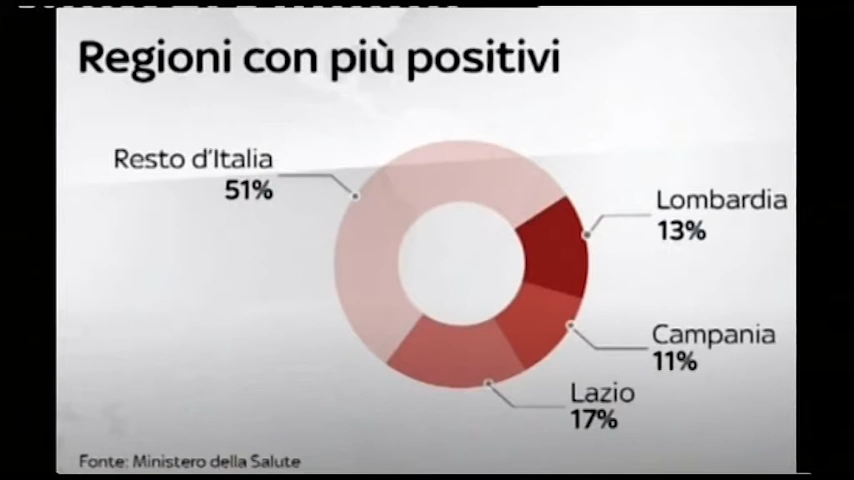 Regioni con più positivi
Resto d'Italia
51%
Lombardia
13%
Campania
11%
Lazio
17%
Fonte: Ministero della Salute